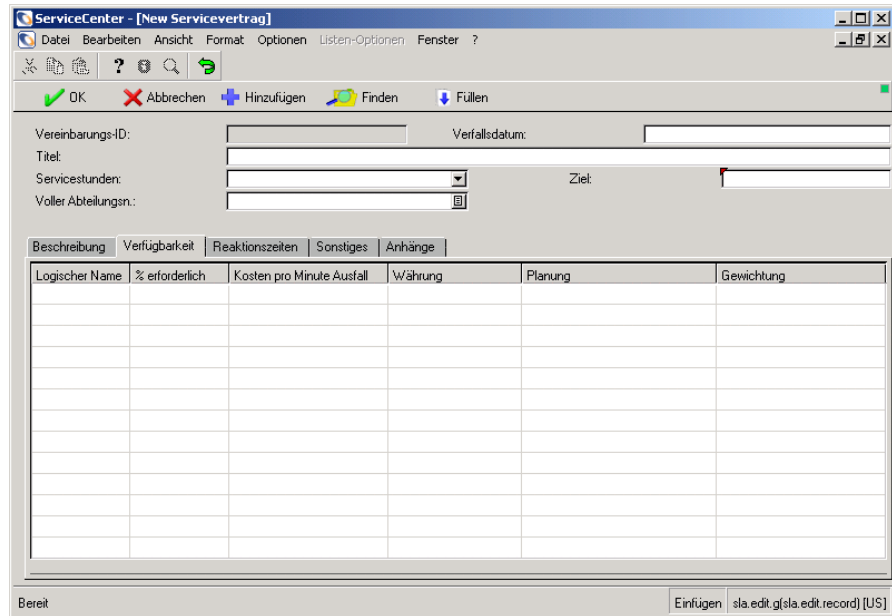 ServiceCenter - [New Servicevertrag]
Datei Bearbeiten Ansicht Format Optionen Listen-Optionen Fenster ?
?
OK Abbrechen Hinzufügen Finden Füllen
Vereinbarungs-ID: Verfallsdatum:
Titel:
Servicestunden: Ziel:
Voller Abteilungsn.:
Beschreibung Verfügbarkeit Reaktionszeiten Sonstiges Anhänge
Logischer Name % erforderlich Kosten pro Minute Ausfall Währung Planung Gewichtung
Bereit Einfügen sla.edit.g(sla.edit.record) [US]